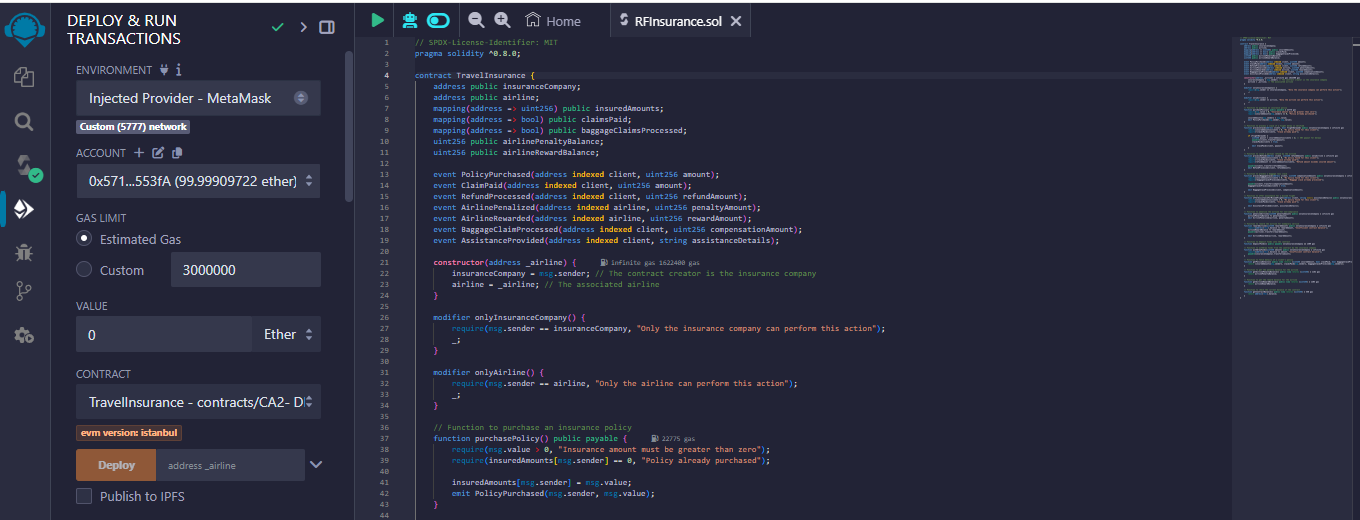 DEPLOY & RUN
TRANSACTIONS
ENVIRONMENT
Injected Provider - MetaMask
Custom (5777) network
ACCOUNT
0x571...553fA (99.99909722 ether)
GAS LIMIT
Estimated Gas
Custom
3000000
VALUE
0
Ether
CONTRACT
TravelInsurance - contracts/CA2- D
evm version: istanbul
Deploy
address _airline
Publish to IPFS
Home
RFInsurance.sol
1 // SPDX-License-Identifier: MIT
2 pragma solidity ^0.8.0;
3
4 contract TravelInsurance {
5 address public insuranceCompany;
6 address public airline;
7 mapping(address => uint256) public insuredAmounts;
8 mapping(address => bool) public claimsPaid;
9 mapping(address => bool) public baggageClaimsProcessed;
10 uint256 public airlinePenaltyBalance;
11 uint256 public airlineRewardBalance;
12
13 event PolicyPurchased(address indexed client, uint256 amount);
14 event ClaimPaid(address indexed client, uint256 amount);
15 event RefundProcessed(address indexed client, uint256 refundAmount);
16 event AirlinePenalized(address indexed airline, uint256 penaltyAmount);
17 event AirlineRewarded(address indexed airline, uint256 rewardAmount);
18 event BaggageClaimProcessed(address indexed client, uint256 compensationAmount);
19 event AssistanceProvided(address indexed client, string assistanceDetails);
20
21 constructor(address _airline) { infinite gas 1622400 gas
22 insuranceCompany = msg.sender; // The contract creator is the insurance company
23 airline = _airline; // The associated airline
24 }
25
26 modifier onlyInsuranceCompany() {
27 require(msg.sender == insuranceCompany, "Only the insurance company can perform this action");
28 _;
29 }
30
31 modifier onlyAirline() {
32 require(msg.sender == airline, "Only the airline can perform this action");
33 _;
34 }
35
36 // Function to purchase an insurance policy
37 function purchasePolicy() public payable { 22775 gas
38 require(msg.value > 0, "Insurance amount must be greater than zero");
39 require(insuredAmounts[msg.sender] == 0, "Policy already purchased");
40
41 insuredAmounts[msg.sender] = msg.value;
42 emit PolicyPurchased(msg.sender, msg.value);
43 }
44